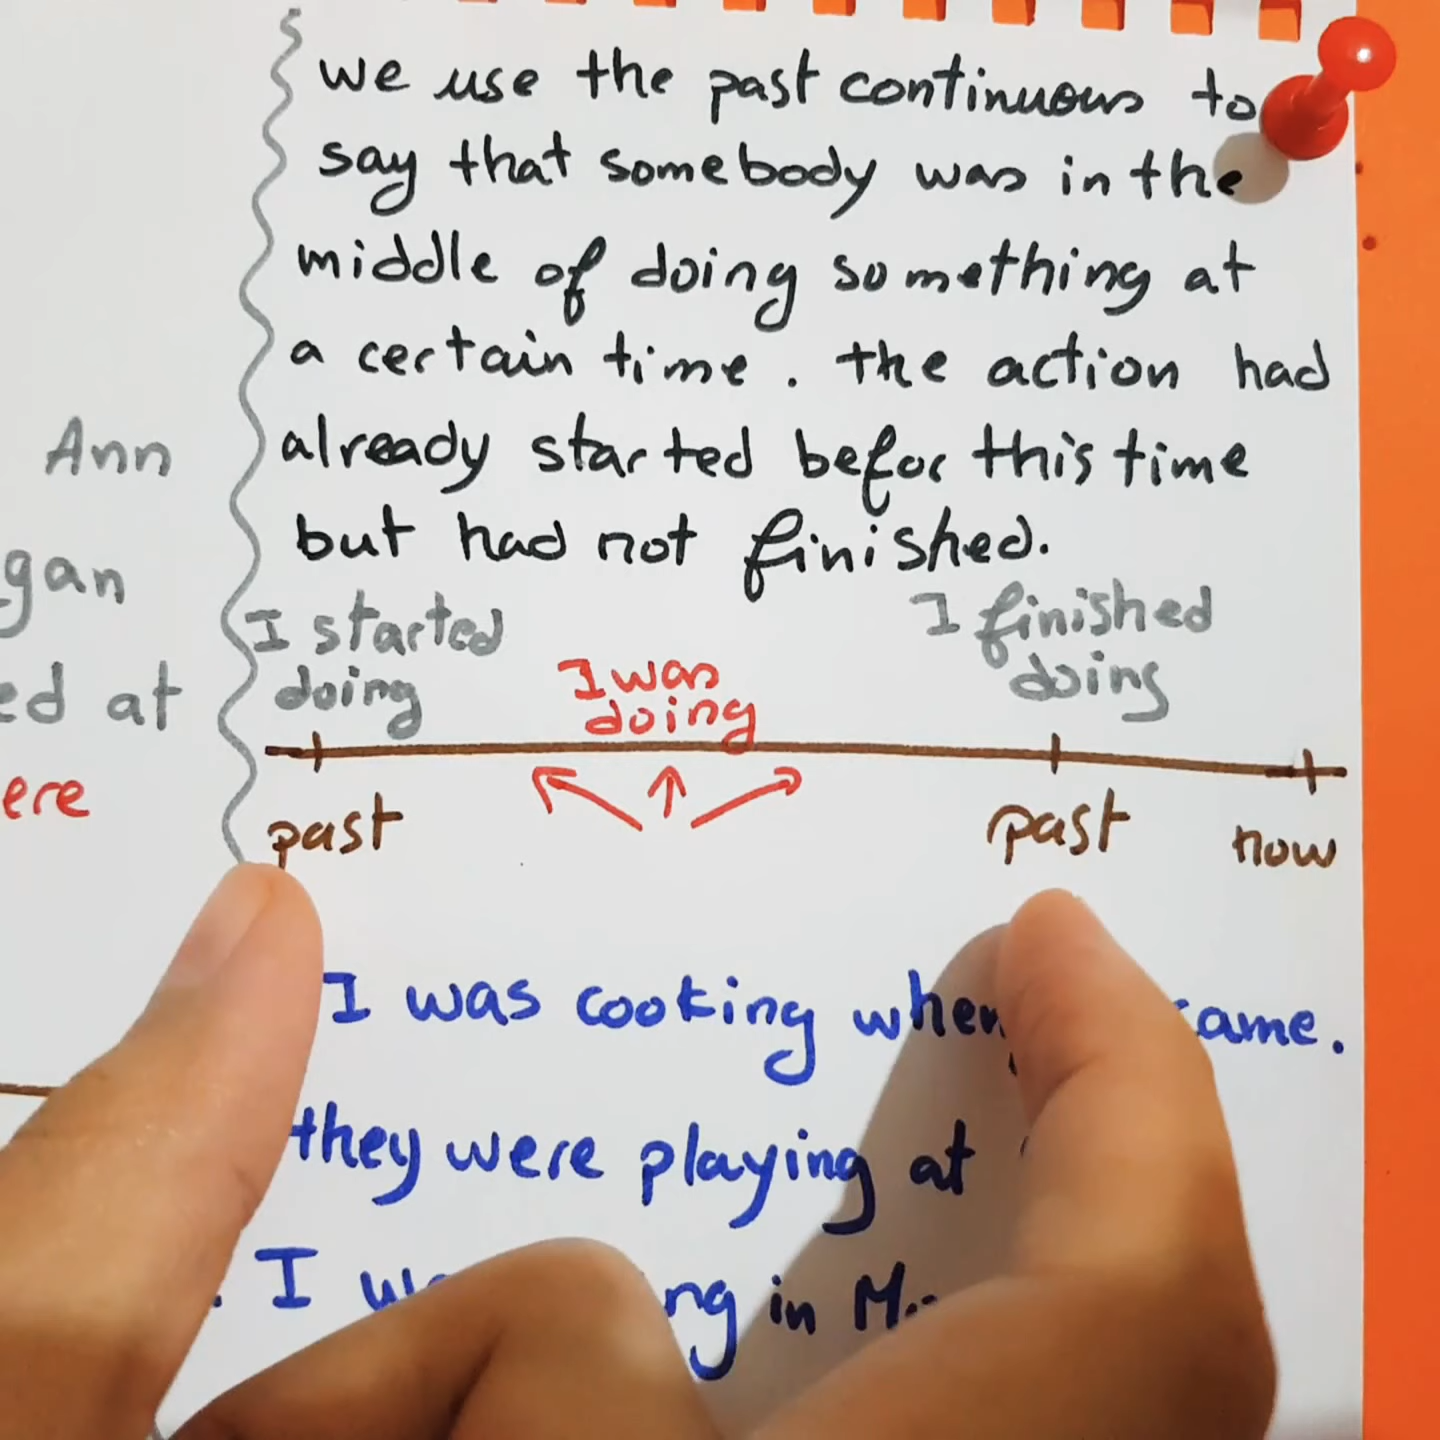 we use the past continuous to
say that somebody was in the
middle of doing something at
a certain time. the action had
already started befor this time
but had not finished.
Ann
gan
ed at
ere
I started
doing
I was
doing
I finished
doing
past
past
now
I was cooking when ame.
they were playing at
I in